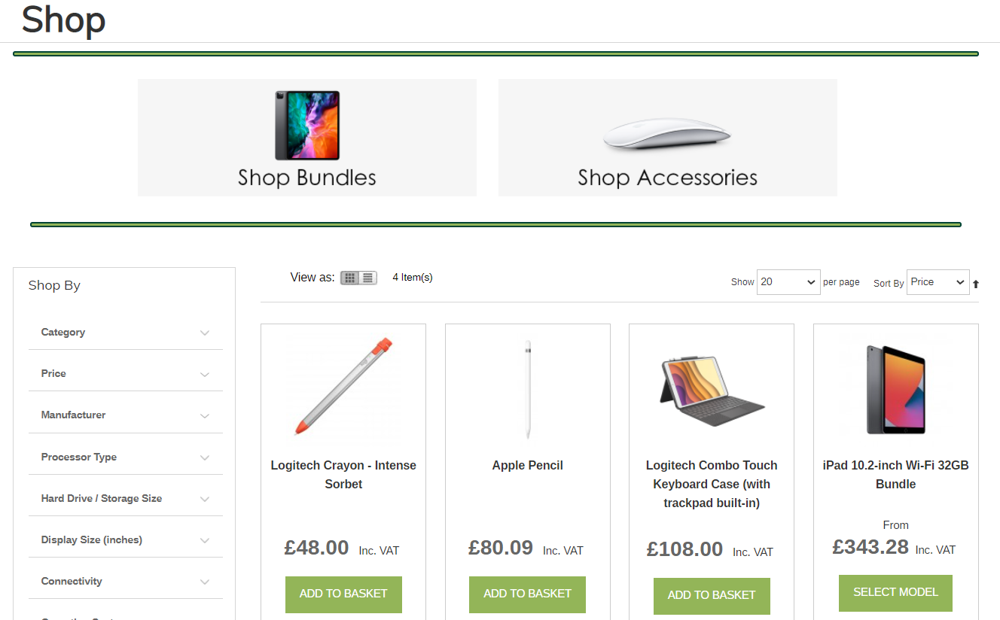 Shop
Shop Bundles
Shop Accessories
Shop By
Category
Price
Manufacturer
Processor Type
Hard Drive / Storage Size
Display Size (inches)
Connectivity
View as:
4 Item(s)
Show 20 per page
Sort By Price
Logitech Crayon - Intense
Sorbet
£48.00 Inc. VAT
ADD TO BASKET
Apple Pencil
£80.09 Inc. VAT
ADD TO BASKET
Logitech Combo Touch
Keyboard Case (with
trackpad built-in)
£108.00 Inc. VAT
ADD TO BASKET
iPad 10.2-inch Wi-Fi 32GB
Bundle
From
£343.28 Inc. VAT
SELECT MODEL